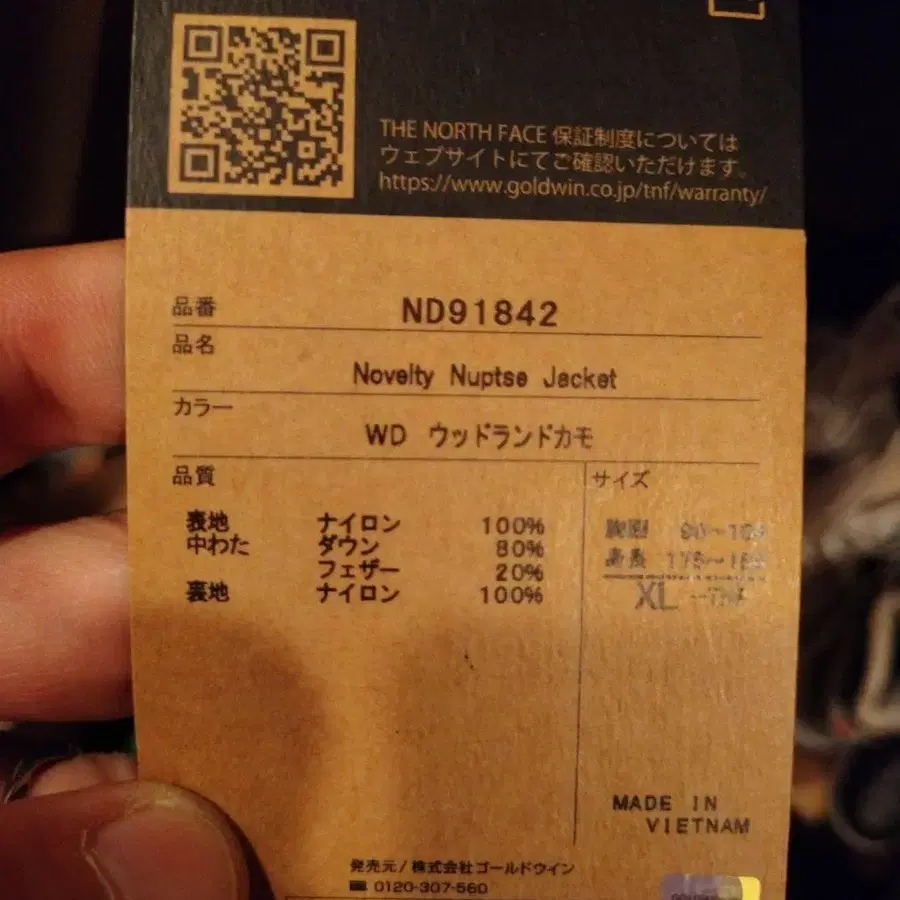 THE NORTH FACE 保証制度については
ウェブサイトにてご確認いただけます。
https://www.goldwin.co.jp/tnf/warranty/
品番 ND91842
品名
Novelty Nuptse Jacket
カラー
WD ウッドランドカモ
品質
サイズ
表地 ナイロン 100%
中わた ダウン 80%
フェザー 20%
裏地 ナイロン 100%
胸囲
身長
XL
MADE IN
VIETNAM
発売元/株式会社ゴールドウイン
0120-307-560